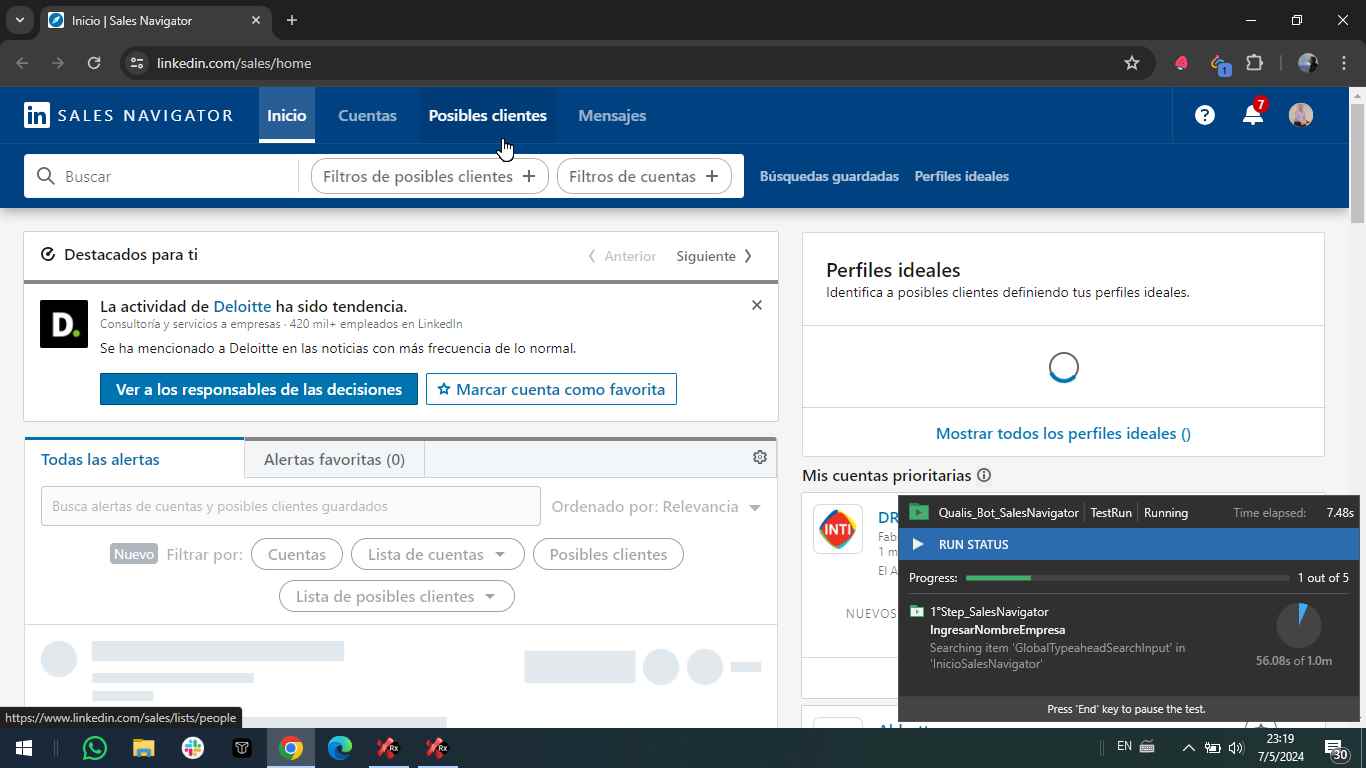 Inicio | Sales Navigator
linkedin.com/sales/home
1
in SALES NAVIGATOR
Inicio
Cuentas
Posibles clientes
Mensajes
7
Buscar
Filtros de posibles clientes +
Filtros de cuentas +
Búsquedas guardadas
Perfiles ideales
Destacados para ti
Anterior
Siguiente
La actividad de Deloitte ha sido tendencia.
Consultoría y servicios a empresas · 420 mil+ empleados en LinkedIn
Se ha mencionado a Deloitte en las noticias con más frecuencia de lo normal.
Ver a los responsables de las decisiones
Marcar cuenta como favorita
D.
Perfiles ideales
Identifica a posibles clientes definiendo tus perfiles ideales.
Mostrar todos los perfiles ideales ()
Todas las alertas
Alertas favoritas (0)
Busca alertas de cuentas y posibles clientes guardados
Ordenado por: Relevancia
Nuevo Filtrar por:
Cuentas
Lista de cuentas
Posibles clientes
Lista de posibles clientes
Mis cuentas prioritarias
INTI
DR
Fab
1 m
El A
NUEVOS
Qualis_Bot_SalesNavigator
TestRun
Running
Time elapsed: 7.48s
RUN STATUS
Progress:
1 out of 5
1°Step_SalesNavigator
IngresarNombreEmpresa
Searching item 'GlobalTypeaheadSearchInput' in
'InicioSalesNavigator'
56.08s of 1.0m
Press 'End' key to pause the test.
https://www.linkedin.com/sales/lists/people
Rx
Rx
EN
23:19
7/5/2024
30